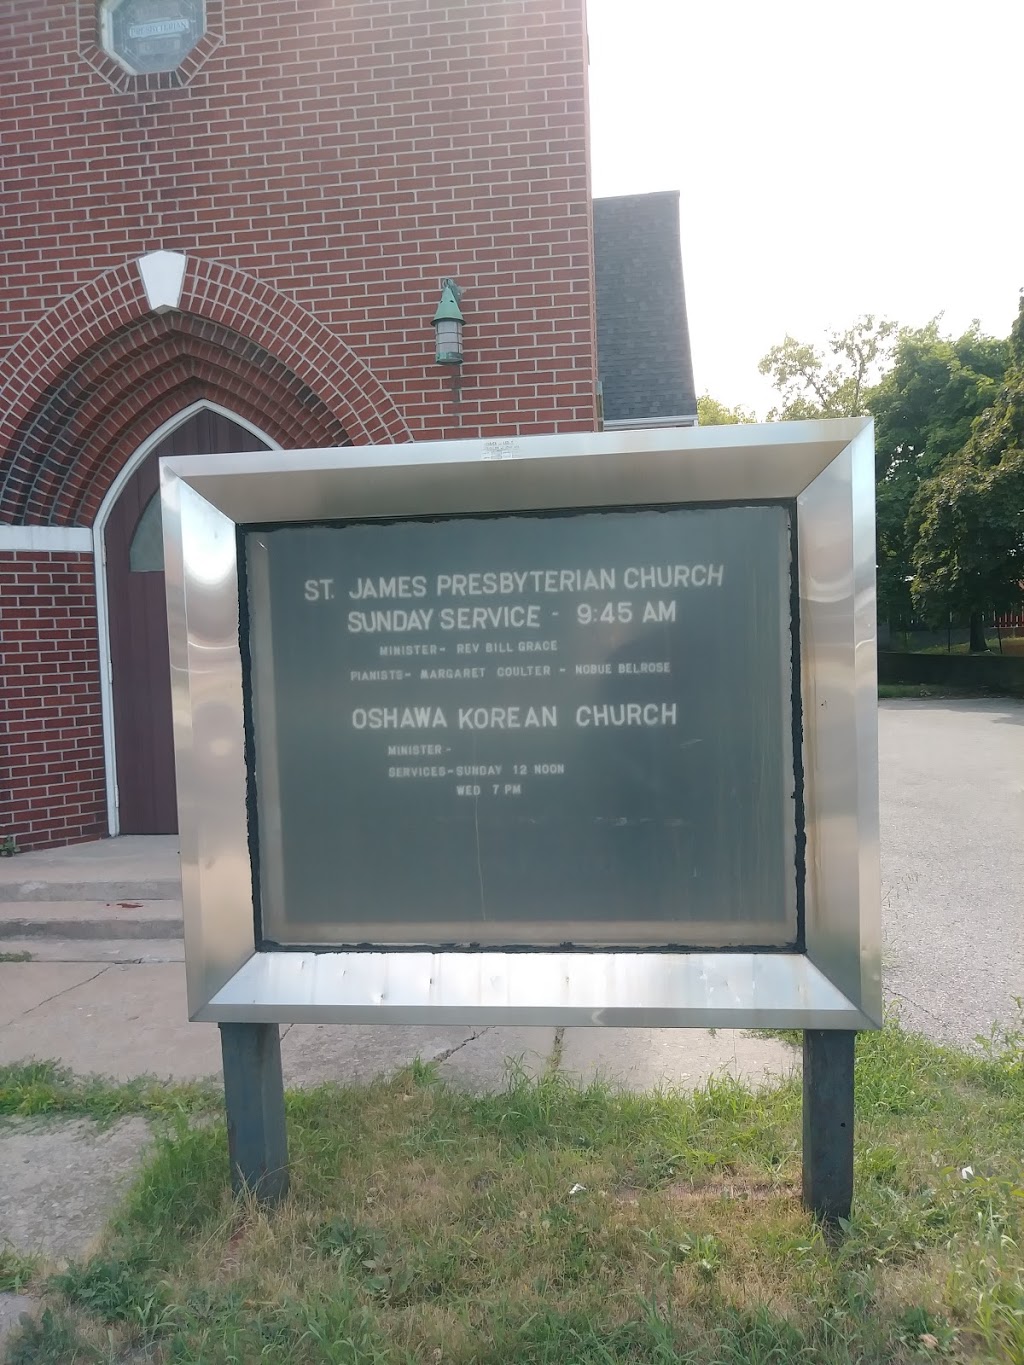 PRESBYTERIAN
ST. JAMES PRESBYTERIAN CHURCH
SUNDAY SERVICE - 9:45 AM
MINISTER- REV BILL GRACE
PIANISTS- MARGARET COULTER - NOBUE BELROSE
OSHAWA KOREAN CHURCH
MINISTER -
SERVICES-SUNDAY 12 NOON
WED 7 PM